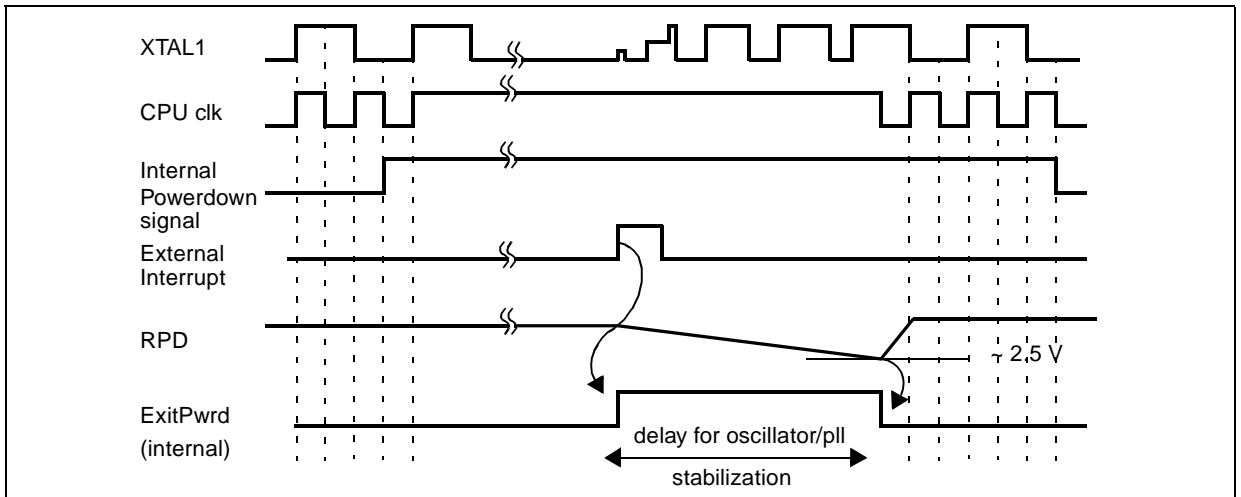 XTAL1
CPU clk
Internal
Powerdown
signal
External
Interrupt
RPD
~ 2.5 V
ExitPwrd
(internal)
delay for oscillator/pll
stabilization